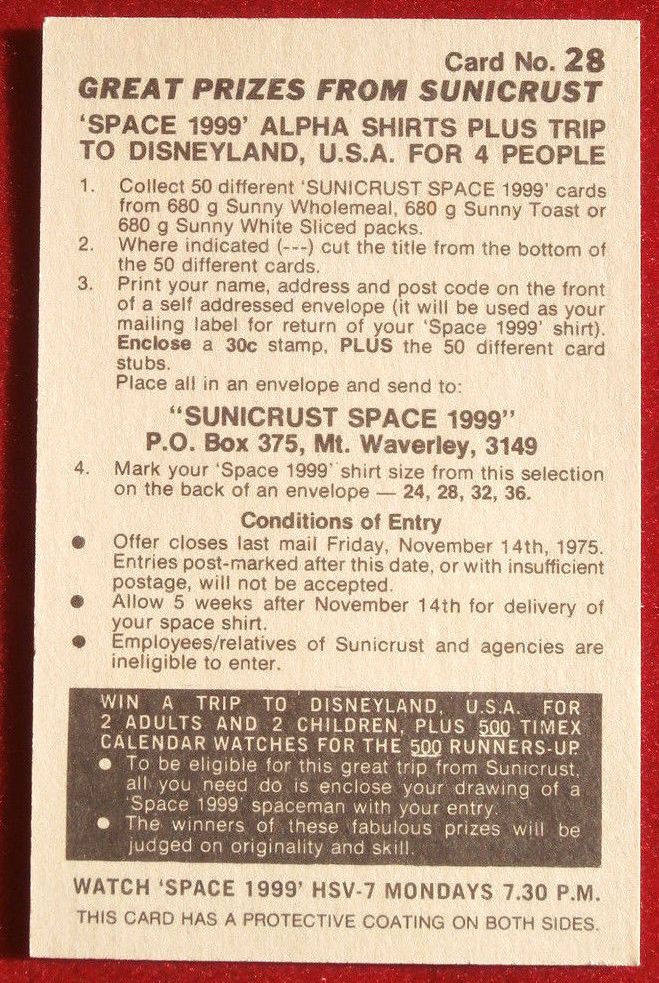 Card No. 28
GREAT PRIZES FROM SUNICRUST
'SPACE 1999' ALPHA SHIRTS PLUS TRIP
TO DISNEYLAND, U.S.A. FOR 4 PEOPLE
1. Collect 50 different 'SUNICRUST SPACE 1999' cards
from 680 g Sunny Wholemeal, 680 g Sunny Toast or
680 g Sunny White Sliced packs.
2. Where indicated (---) cut the title from the bottom of
the 50 different cards.
3. Print your name, address and post code on the front
of a self addressed envelope (it will be used as your
mailing label for return of your 'Space 1999' shirt).
Enclose a 30c stamp, PLUS the 50 different card
stubs.
Place all in an envelope and send to:
"SUNICRUST SPACE 1999"
P.O. Box 375, Mt. Waverley, 3149
4. Mark your 'Space 1999' shirt size from this selection
on the back of an envelope — 24, 28, 32, 36.
Conditions of Entry
● Offer closes last mail Friday, November 14th, 1975.
Entries post-marked after this date, or with insufficient
postage, will not be accepted.
● Allow 5 weeks after November 14th for delivery of
your space shirt.
● Employees/relatives of Sunicrust and agencies are
ineligible to enter.
WIN A TRIP TO DISNEYLAND, U.S.A. FOR
2 ADULTS AND 2 CHILDREN, PLUS 500 TIMEX
CALENDAR WATCHES FOR THE 500 RUNNERS-UP
● To be eligible for this great trip from Sunicrust,
all you need do is enclose your drawing of a
'Space 1999' spaceman with your entry.
● The winners of these fabulous prizes will be
judged on originality and skill.
WATCH 'SPACE 1999' HSV-7 MONDAYS 7.30 P.M.
THIS CARD HAS A PROTECTIVE COATING ON BOTH SIDES.